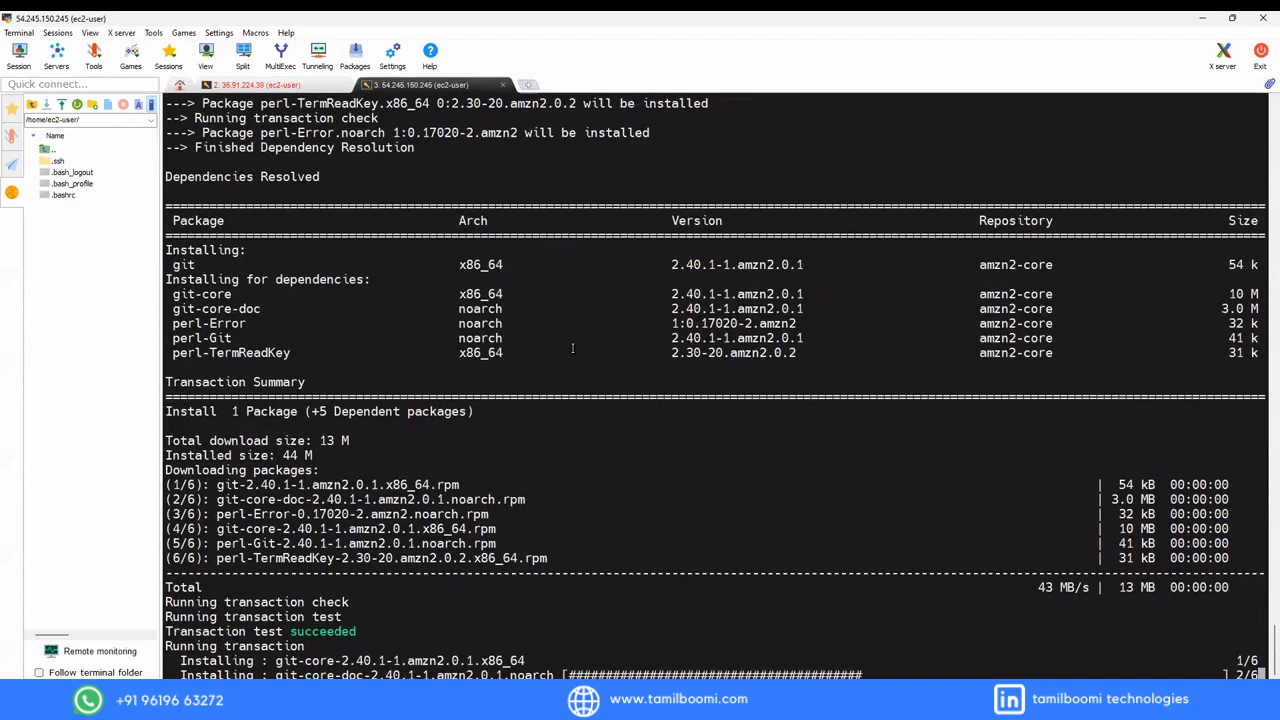 54.245.150.245 (ec2-user)
Terminal Sessions View X server Tools Games Settings Macros Help
Session Servers Tools Games Sessions View Split MultiExec Tunneling Packages Settings Help X server Exit
Quick connect...
2. 35.91.224.39 (ec2-user)
3. 54.245.150.245 (ec2-user)
/home/ec2-user/
Name
..
.ssh
.bash_logout
.bash_profile
.bashrc
Remote monitoring
Follow terminal folder
---> Package perl-TermReadKey.x86_64 0:2.30-20.amzn2.0.2 will be installed
--> Running transaction check
---> Package perl-Error.noarch 1:0.17020-2.amzn2 will be installed
--> Finished Dependency Resolution
Dependencies Resolved
Package Arch Version Repository Size
Installing:
git x86_64 2.40.1-1.amzn2.0.1 amzn2-core 54 k
Installing for dependencies:
git-core x86_64 2.40.1-1.amzn2.0.1 amzn2-core 10 M
git-core-doc noarch 2.40.1-1.amzn2.0.1 amzn2-core 3.0 M
perl-Error noarch 1:0.17020-2.amzn2 amzn2-core 32 k
perl-Git noarch 2.40.1-1.amzn2.0.1 amzn2-core 41 k
perl-TermReadKey x86_64 2.30-20.amzn2.0.2 amzn2-core 31 k
Transaction Summary
Install 1 Package (+5 Dependent packages)
Total download size: 13 M
Installed size: 44 M
Downloading packages:
(1/6): git-2.40.1-1.amzn2.0.1.x86_64.rpm | 54 kB 00:00:00
(2/6): git-core-doc-2.40.1-1.amzn2.0.1.noarch.rpm | 3.0 MB 00:00:00
(3/6): perl-Error-0.17020-2.amzn2.noarch.rpm | 32 kB 00:00:00
(4/6): git-core-2.40.1-1.amzn2.0.1.x86_64.rpm | 10 MB 00:00:00
(5/6): perl-Git-2.40.1-1.amzn2.0.1.noarch.rpm | 41 kB 00:00:00
(6/6): perl-TermReadKey-2.30-20.amzn2.0.2.x86_64.rpm | 31 kB 00:00:00
Total 43 MB/s | 13 MB 00:00:00
Running transaction check
Running transaction test
Transaction test succeeded
Running transaction
Installing : git-core-2.40.1-1.amzn2.0.1.x86_64 1/6
Installing : git-core-doc-2.40.1-1.amzn2.0.1.noarch [######################################## ] 2/6
+91 96196 63272
www.tamilboomi.com
in tamilboomi technologies